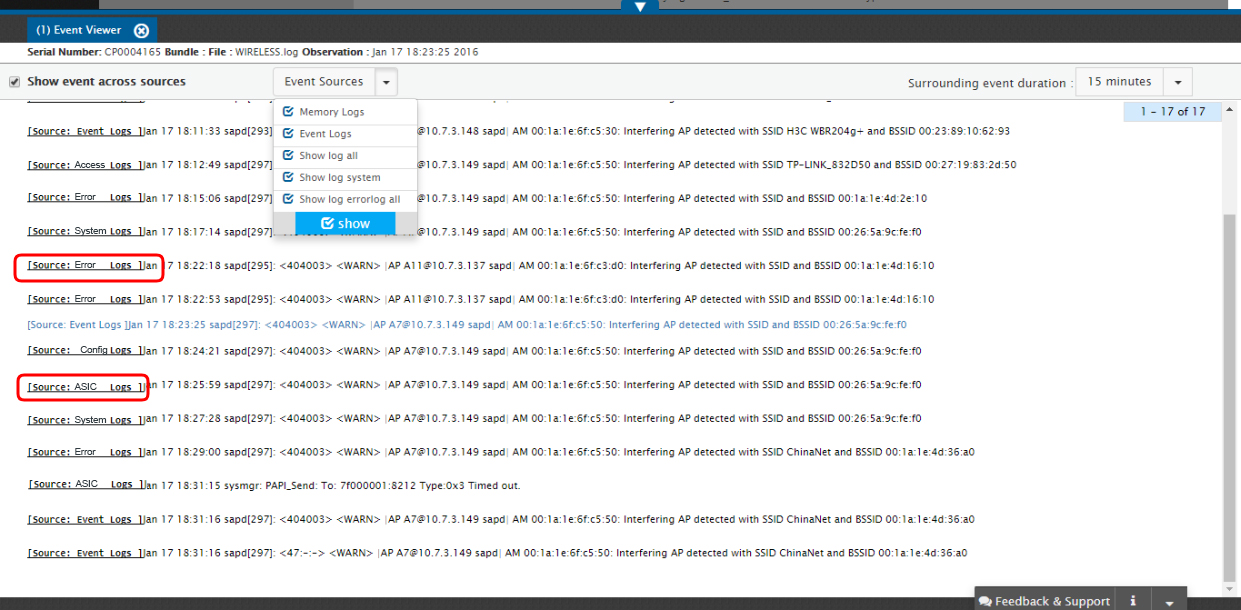 (1) Event Viewer
Serial Number: CP0004165 Bundle : File : WIRELESS.log Observation : Jan 17 18:23:25 2016
Show event across sources
Event Sources
Surrounding event duration :
15 minutes
Memory Logs
Event Logs
Show log all
Show log system
Show log errorlog all
show
1 - 17 of 17
[Source: Event Logs ]Jan 17 18:11:33 sapd[293] @10.7.3.148 sapd| AM 00:1a:1e:6f:c5:30: Interfering AP detected with SSID H3C WBR204g+ and BSSID 00:23:89:10:62:93
[Source: Access Logs ]Jan 17 18:12:49 sapd[297] @10.7.3.149 sapd| AM 00:1a:1e:6f:c5:50: Interfering AP detected with SSID TP-LINK_832D50 and BSSID 00:27:19:83:2d:50
[Source: Error Logs ]Jan 17 18:15:06 sapd[297] @10.7.3.149 sapd| AM 00:1a:1e:6f:c5:50: Interfering AP detected with SSID and BSSID 00:1a:1e:4d:2e:10
[Source: System Logs ]Jan 17 18:17:14 sapd[297]: @10.7.3.149 sapd| AM 00:1a:1e:6f:c5:50: Interfering AP detected with SSID and BSSID 00:26:5a:9c:fe:f0
[Source: Error Logs ]Jan 17 18:22:18 sapd[295]: <404003> <WARN> |AP A11@10.7.3.137 sapd| AM 00:1a:1e:6f:c3:d0: Interfering AP detected with SSID and BSSID 00:1a:1e:4d:16:10
[Source: Error Logs ]Jan 17 18:22:53 sapd[295]: <404003> <WARN> |AP A11@10.7.3.137 sapd| AM 00:1a:1e:6f:c3:d0: Interfering AP detected with SSID and BSSID 00:1a:1e:4d:16:10
[Source: Event Logs ]Jan 17 18:23:25 sapd[297]: <404003> <WARN> |AP A7@10.7.3.149 sapd| AM 00:1a:1e:6f:c5:50: Interfering AP detected with SSID and BSSID 00:26:5a:9c:fe:f0
[Source: Config Logs ]Jan 17 18:24:21 sapd[297]: <404003> <WARN> |AP A7@10.7.3.149 sapd| AM 00:1a:1e:6f:c5:50: Interfering AP detected with SSID and BSSID 00:26:5a:9c:fe:f0
[Source: ASIC Logs ]Jan 17 18:25:59 sapd[297]: <404003> <WARN> |AP A7@10.7.3.149 sapd| AM 00:1a:1e:6f:c5:50: Interfering AP detected with SSID and BSSID 00:26:5a:9c:fe:f0
[Source: System Logs ]Jan 17 18:27:28 sapd[297]: <404003> <WARN> |AP A7@10.7.3.149 sapd| AM 00:1a:1e:6f:c5:50: Interfering AP detected with SSID and BSSID 00:26:5a:9c:fe:f0
[Source: Error Logs ]Jan 17 18:29:00 sapd[297]: <404003> <WARN> |AP A7@10.7.3.149 sapd| AM 00:1a:1e:6f:c5:50: Interfering AP detected with SSID ChinaNet and BSSID 00:1a:1e:4d:36:a0
[Source: ASIC Logs ]Jan 17 18:31:15 sysmgr: PAPI_Send: To: 7f000001:8212 Type:0x3 Timed out.
[Source: Event Logs ]Jan 17 18:31:16 sapd[297]: <404003> <WARN> |AP A7@10.7.3.149 sapd| AM 00:1a:1e:6f:c5:50: Interfering AP detected with SSID ChinaNet and BSSID 00:1a:1e:4d:36:a0
[Source: Event Logs ]Jan 17 18:31:16 sapd[297]: <47:-:-> <WARN> |AP A7@10.7.3.149 sapd| AM 00:1a:1e:6f:c5:50: Interfering AP detected with SSID ChinaNet and BSSID 00:1a:1e:4d:36:a0
Feedback & Support
i